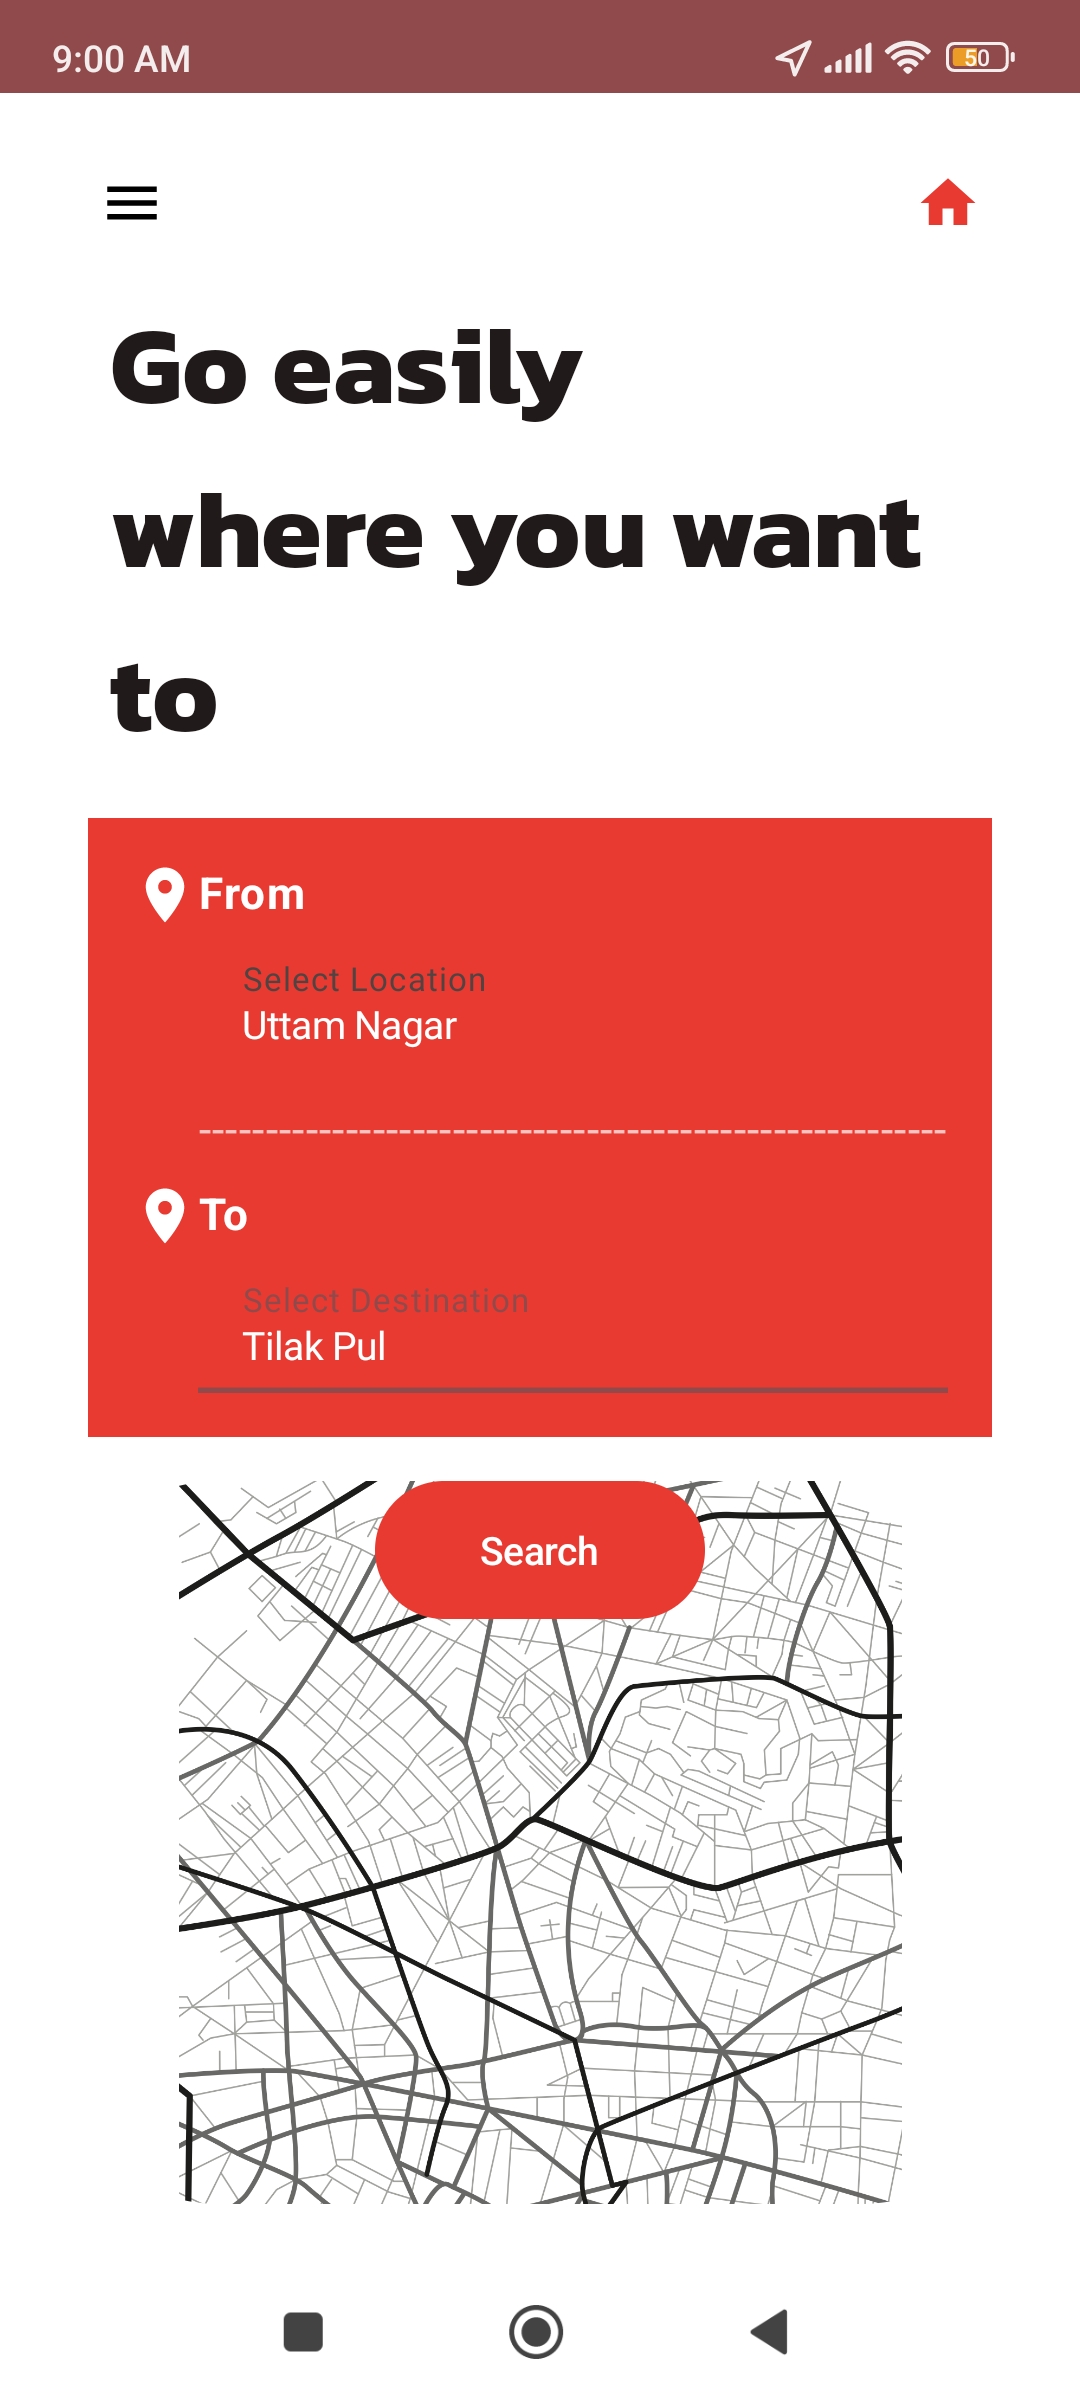 9:00 AM
50
Go easily
where you want
to
From
Select Location
Uttam Nagar
To
Select Destination
Tilak Pul
Search